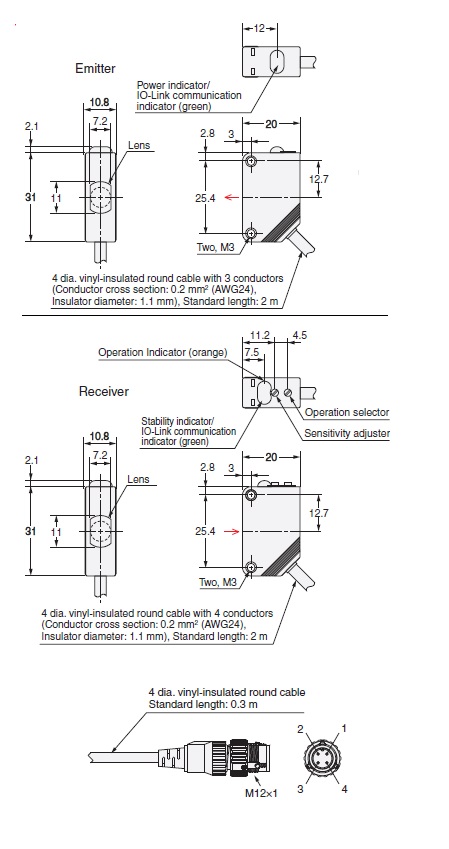 12
Emitter
Power indicator/
IO-Link communication
indicator (green)
10.8
7.2
2.1
Lens
31
11
20
2.8
3
25.4
12.7
Two, M3
4 dia. vinyl-insulated round cable with 3 conductors
(Conductor cross section: 0.2 mm² (AWG24),
Insulator diameter: 1.1 mm), Standard length: 2 m
11.2
4.5
Operation Indicator (orange)
7.5
Receiver
Operation selector
Stability indicator/
IO-Link communication
indicator (green)
Sensitivity adjuster
10.8
7.2
2.1
Lens
31
11
20
2.8
3
25.4
12.7
Two, M3
4 dia. vinyl-insulated round cable with 4 conductors
(Conductor cross section: 0.2 mm² (AWG24),
Insulator diameter: 1.1 mm), Standard length: 2 m
4 dia. vinyl-insulated round cable
Standard length: 0.3 m
2
1
M12×1
3
4